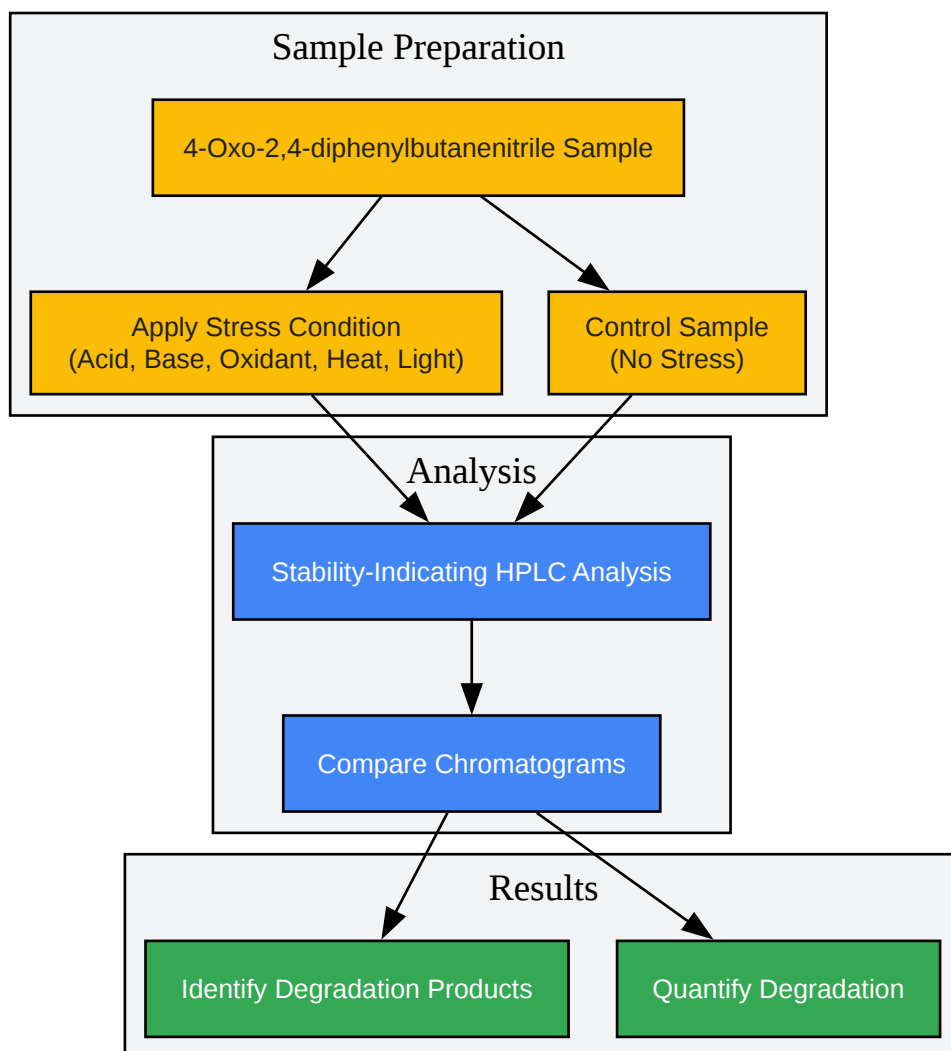 Sample Preparation
4-Oxo-2,4-diphenylbutanenitrile Sample
Apply Stress Condition
(Acid, Base, Oxidant, Heat, Light)
Control Sample
(No Stress)
Analysis
Stability-Indicating HPLC Analysis
Compare Chromatograms
Results
Identify Degradation Products
Quantify Degradation